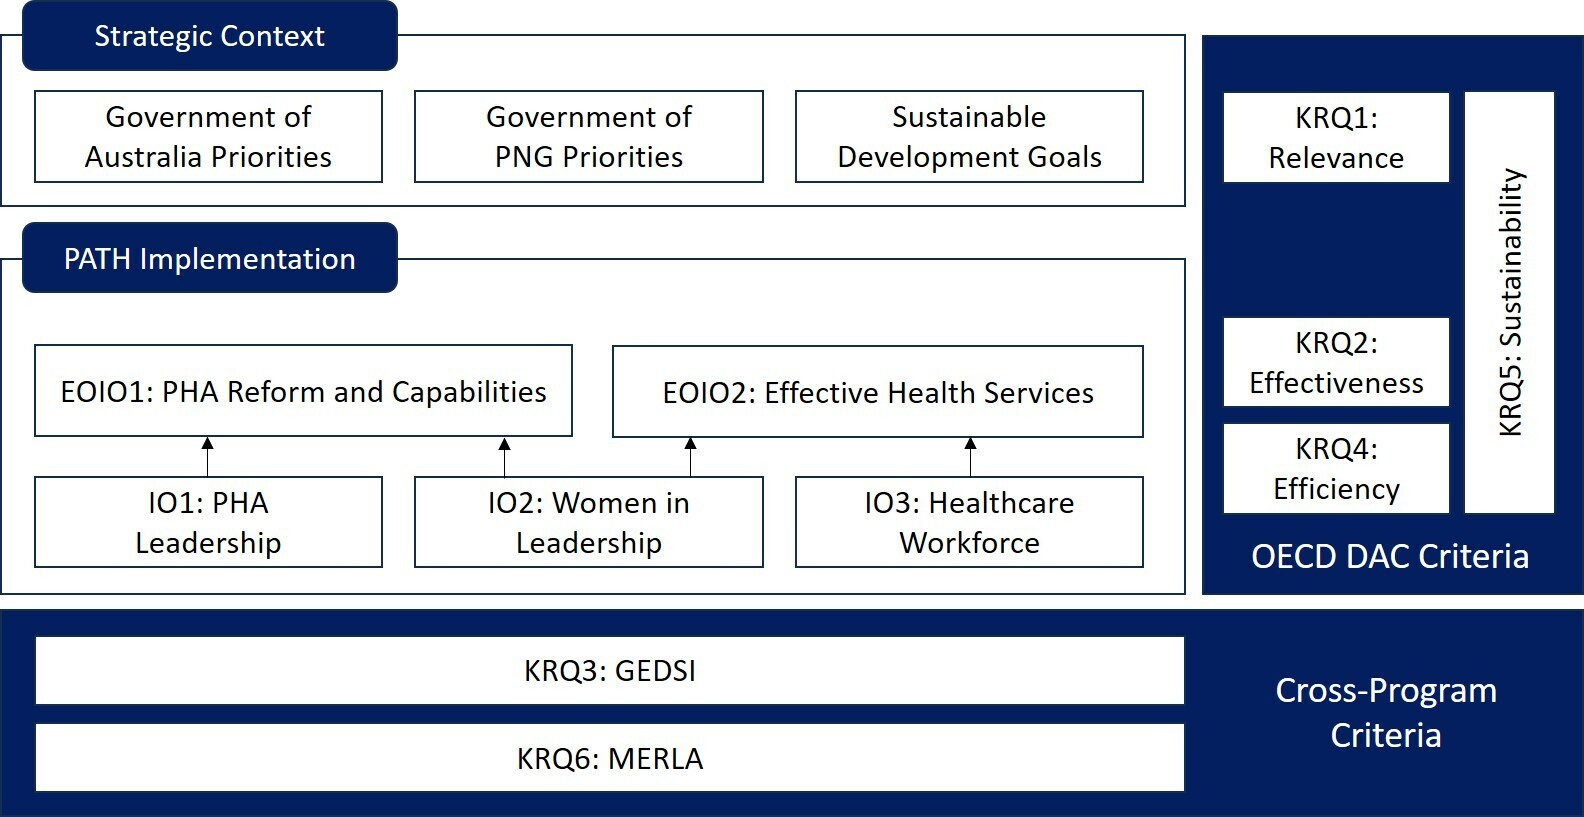 Strategic Context
Government of
Australia Priorities
Government of
PNG Priorities
Sustainable
Development Goals
PATH Implementation
EOIO1: PHA Reform and Capabilities
EOIO2: Effective Health Services
IO1: PHA
Leadership
IO2: Women in
Leadership
IO3: Healthcare
Workforce
KRQ1:
Relevance
KRQ2:
Effectiveness
KRQ4:
Efficiency
KRQ5: Sustainability
OECD DAC Criteria
KRQ3: GEDSI
KRQ6: MERLA
Cross-Program
Criteria